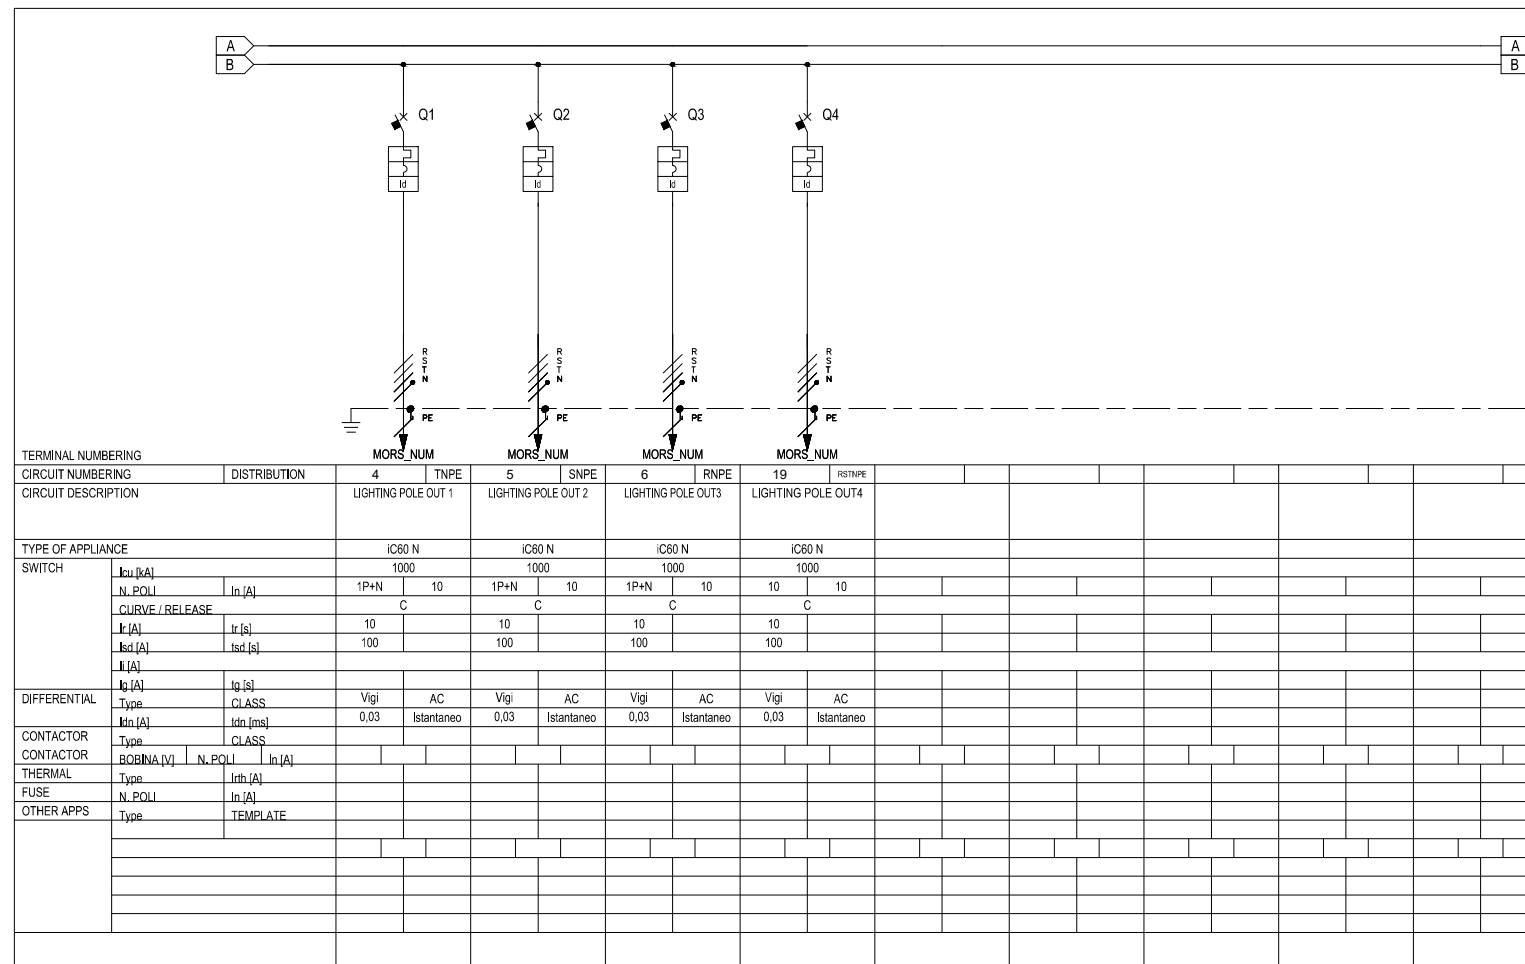 A A
B B
Q1 Q2 Q3 Q4
Id Id Id Id
R R R R
S S S S
T T T T
N N N N
PE PE PE PE
TERMINAL NUMBERING MORS_NUM MORS_NUM MORS_NUM MORS_NUM
CIRCUIT NUMBERING DISTRIBUTION 4 TNPE 5 SNPE 6 RNPE 19 RSTNPE
CIRCUIT DESCRIPTION LIGHTING POLE OUT 1 LIGHTING POLE OUT 2 LIGHTING POLE OUT3 LIGHTING POLE OUT4
TYPE OF APPLIANCE iC60 N iC60 N iC60 N iC60 N
SWITCH Icu [kA] 1000 1000 1000 1000
N. POLI In [A] 1P+N 10 1P+N 10 1P+N 10 10 10
CURVE / RELEASE C C C C
Ir [A] tr [s] 10 10 10 10
Isd [A] tsd [s] 100 100 100 100
Ii [A]
Ig [A] tg [s]
DIFFERENTIAL Type CLASS Vigi AC Vigi AC Vigi AC Vigi AC
Idn [A] tdn [ms] 0,03 Istantaneo 0,03 Istantaneo 0,03 Istantaneo 0,03 Istantaneo
CONTACTOR Type CLASS
CONTACTOR BOBINA [V] N. POLI In [A]
THERMAL Type Irth [A]
FUSE N. POLI In [A]
OTHER APPS Type TEMPLATE